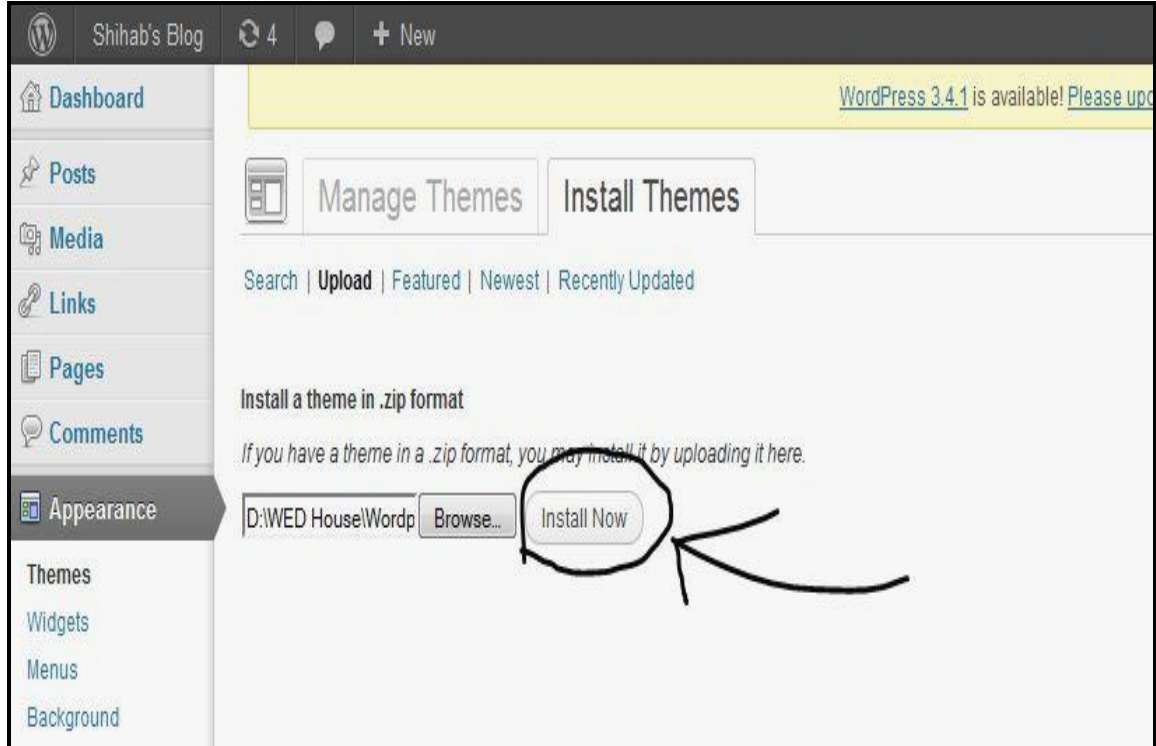 Shihab's Blog 4 + New
WordPress 3.4.1 is available! Please
Dashboard
Posts
Media
Links
Pages
Comments
Appearance
Themes
Widgets
Menus
Background
Manage Themes Install Themes
Search | Upload | Featured | Newest | Recently Updated
Install a theme in .zip format
If you have a theme in a .zip format, you may install it by uploading it here.
D:\WED House\Wordp Browse... Install Now